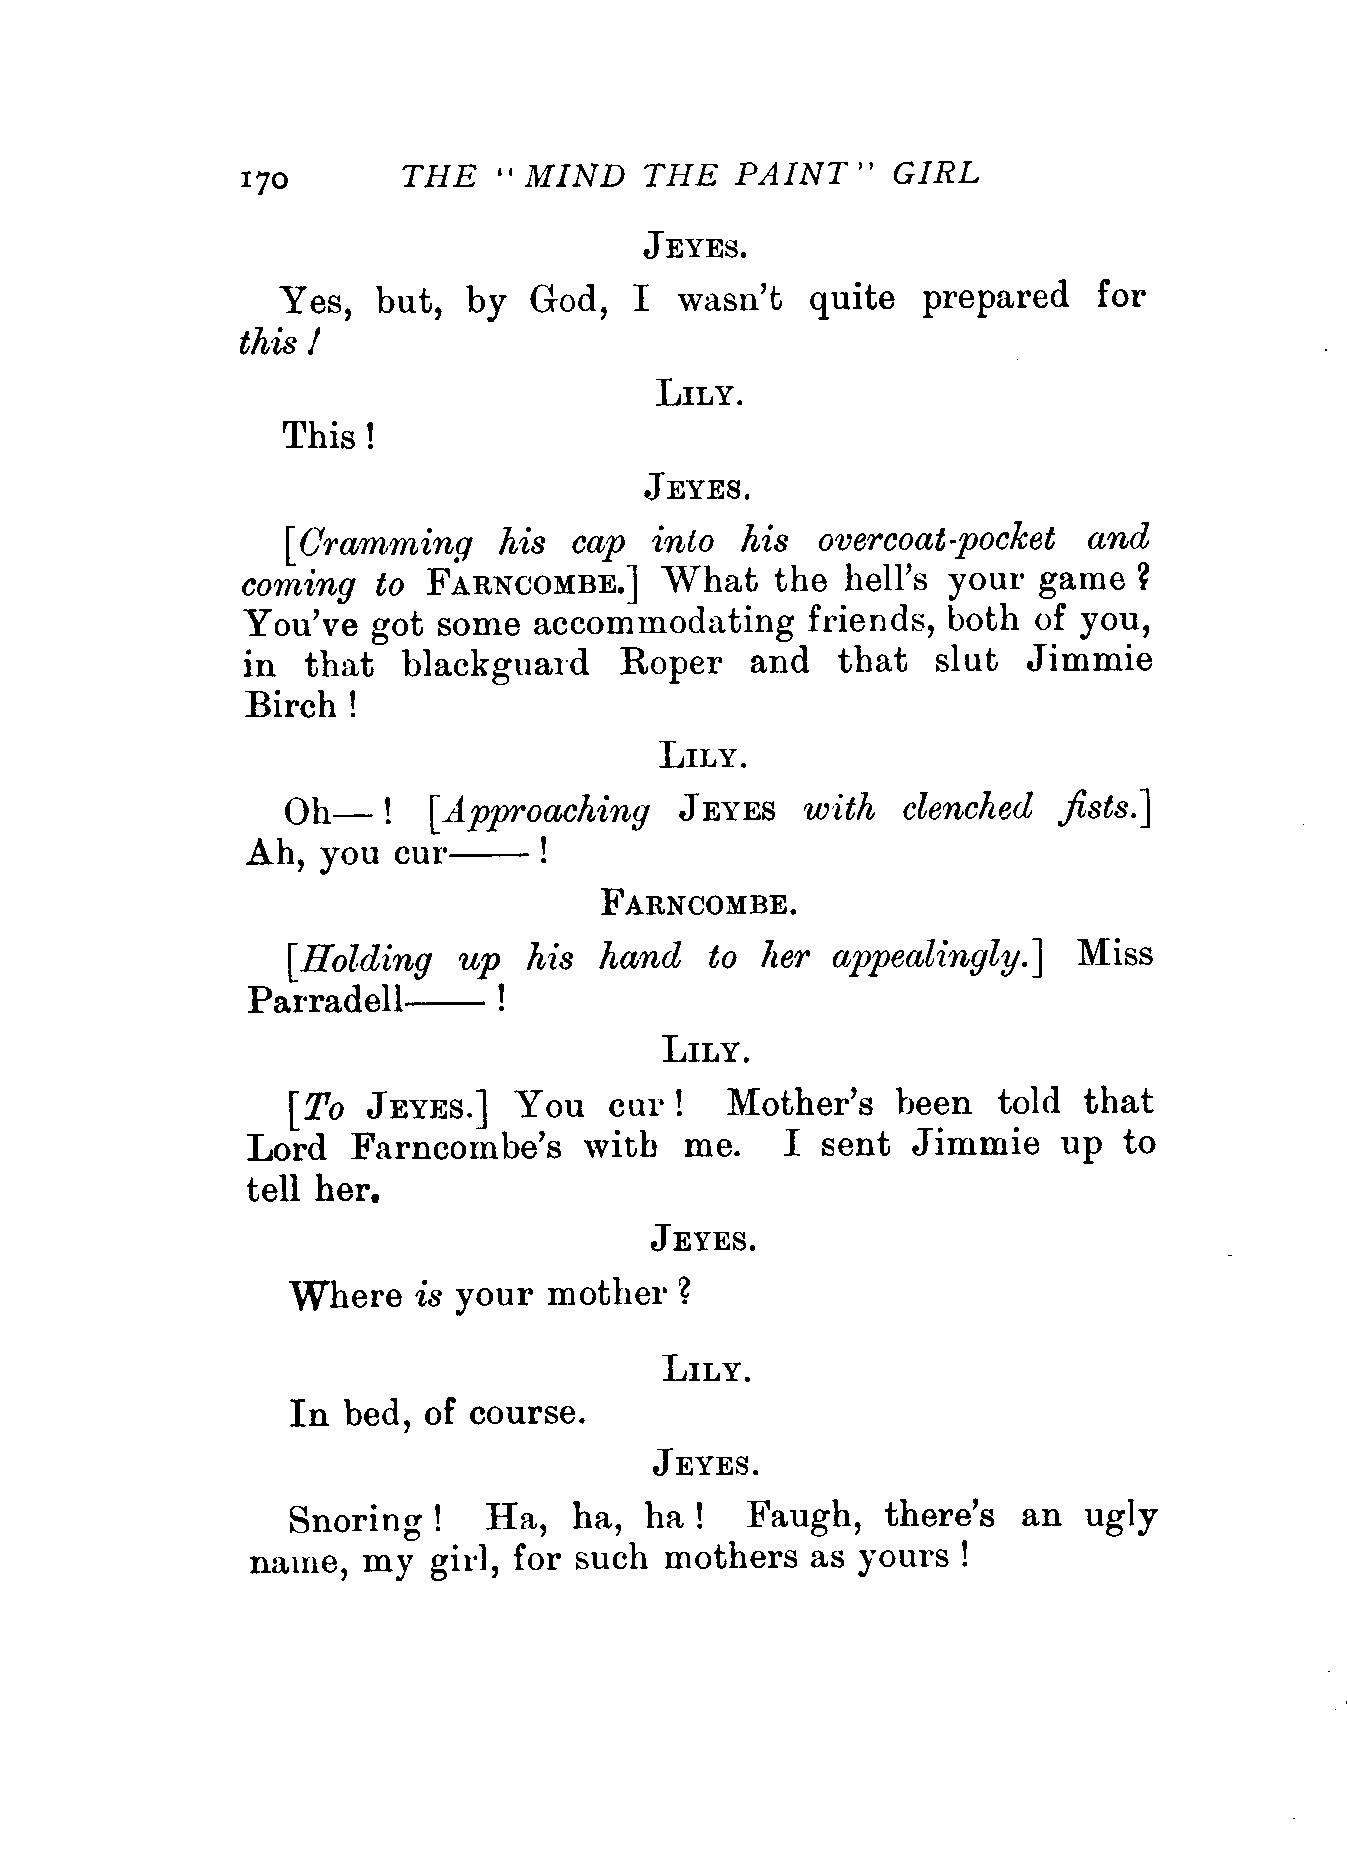 170 THE "MIND THE PAINT" GIRL
JEYES.
Yes, but, by God, I wasn't quite prepared for
this!
LILY.
This!
JEYES.
[Cramming his cap into his overcoat-pocket and
coming to FARNCOMBE.] What the hell's your game?
You've got some accommodating friends, both of you,
in that blackguard Roper and that slut Jimmie
Birch!
LILY.
Oh—! [Approaching JEYES with clenched fists.]
Ah, you cur——!
FARNCOMBE.
[Holding up his hand to her appealingly.] Miss
Parradell——!
LILY.
[To JEYES.] You cur! Mother's been told that
Lord Farncombe's with me. I sent Jimmie up to
tell her.
JEYES.
Where is your mother?
LILY.
In bed, of course.
JEYES.
Snoring! Ha, ha, ha! Faugh, there's an ugly
name, my girl, for such mothers as yours!